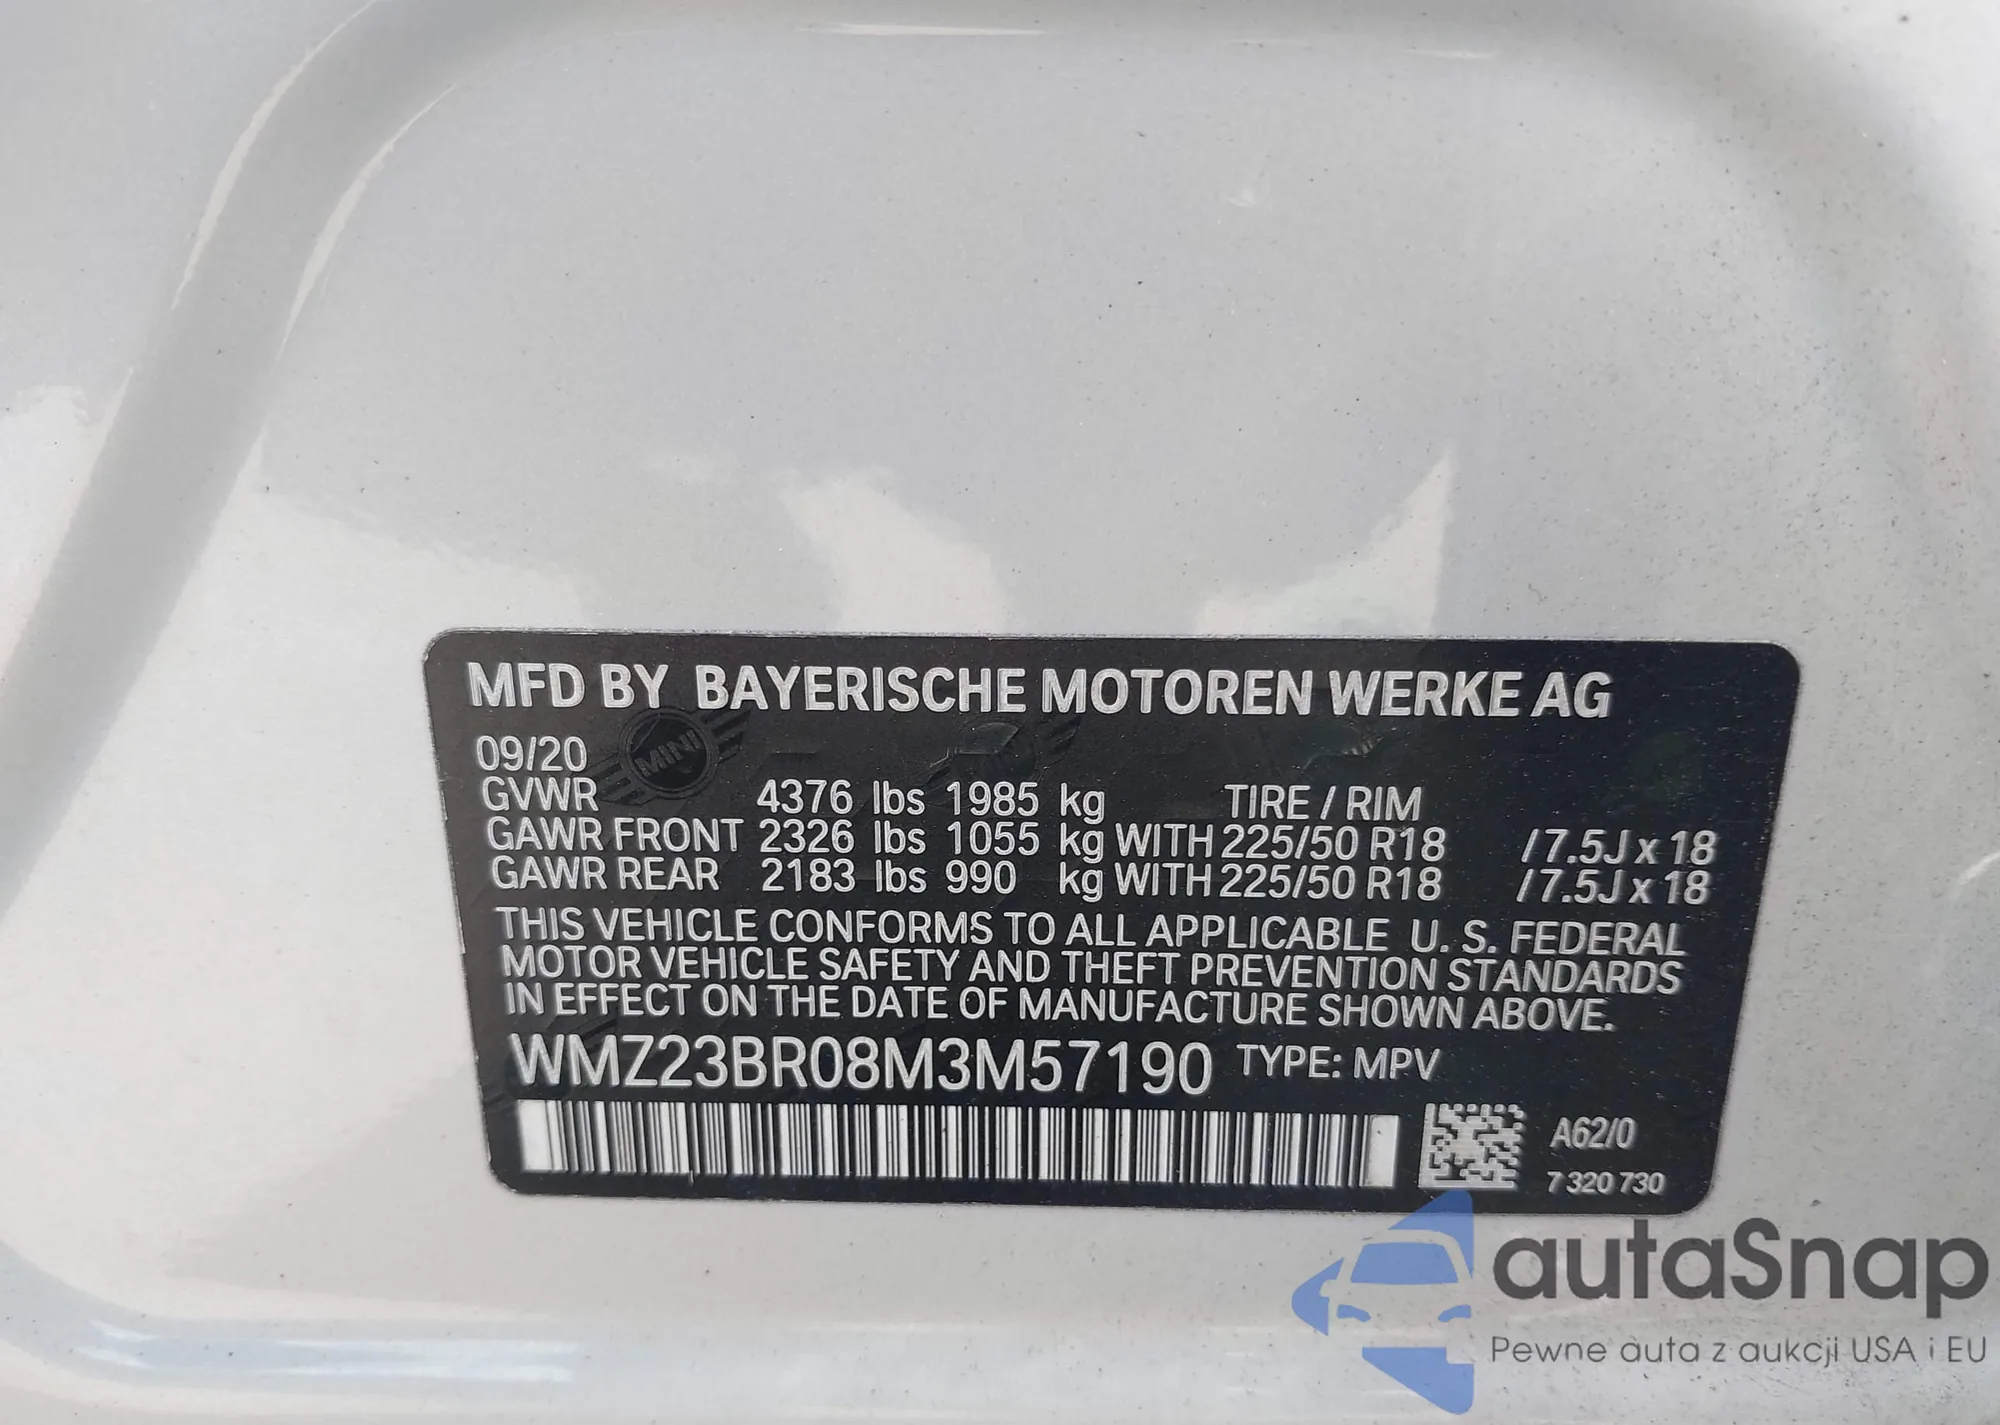 MFD BY BAYERISCHE MOTOREN WERKE AG
09/20
MINI
GVWR 4376 lbs 1985 kg TIRE / RIM
GAWR FRONT 2326 lbs 1055 kg WITH 225/50 R18 / 7.5J x 18
GAWR REAR 2183 lbs 990 kg WITH 225/50 R18 / 7.5J x 18
THIS VEHICLE CONFORMS TO ALL APPLICABLE U. S. FEDERAL
MOTOR VEHICLE SAFETY AND THEFT PREVENTION STANDARDS
IN EFFECT ON THE DATE OF MANUFACTURE SHOWN ABOVE.
WMZ23BR08M3M57190 TYPE: MPV
A62/0
7 320 730
autaSnap
Pewne auta z aukcji USA i EU